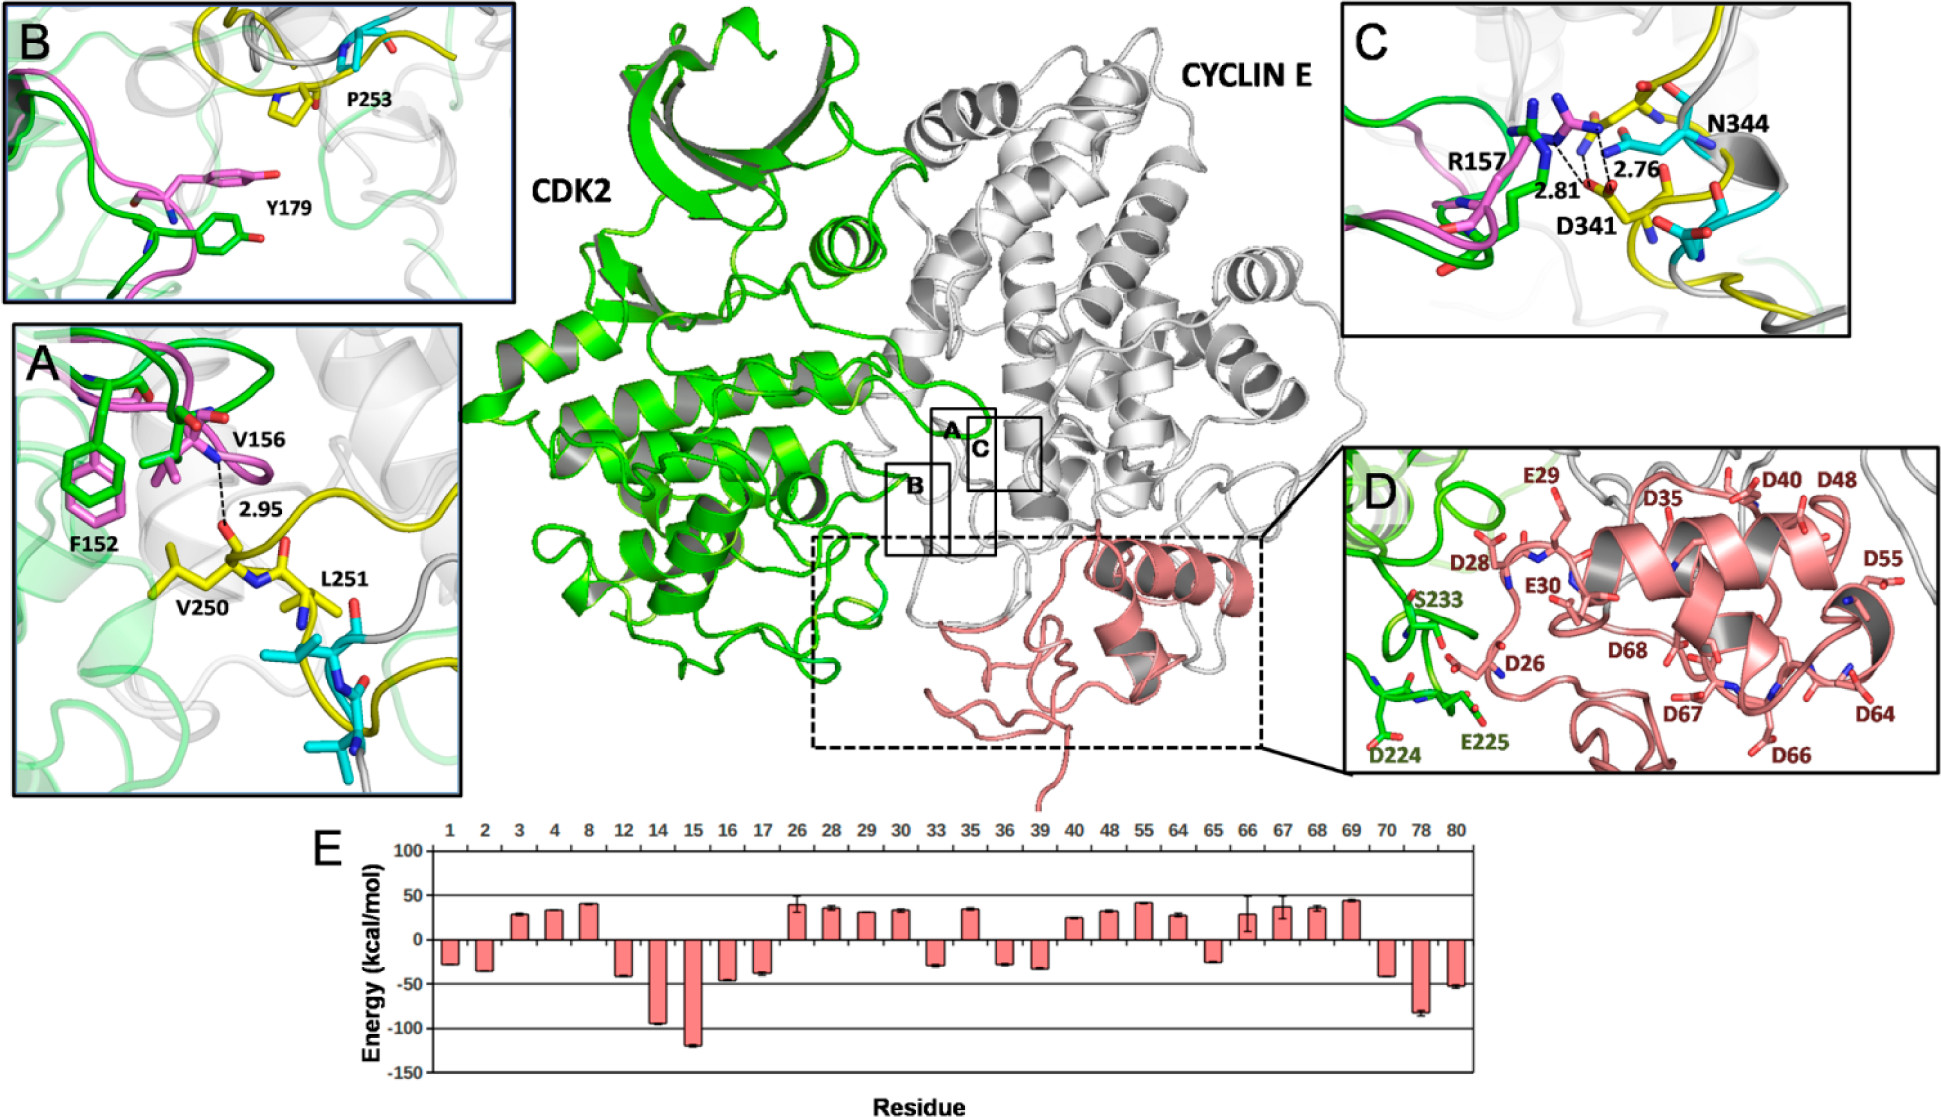 B
P253
Y179
CDK2
CYCLIN E
C
R157
N344
2.76
2.81
D341
A
V156
2.95
F152
V250
L251
A
C
B
D
E29
D35
D40
D48
D28
D55
E30
S233
D68
D26
D67
D64
E225
D66
D224
E
1 2 3 4 8 12 14 15 16 17 26 28 29 30 33 35 36 39 40 48 55 64 65 66 67 68 69 70 78 80
100
50
0
-50
-100
-150
Energy (kcal/mol)
Residue